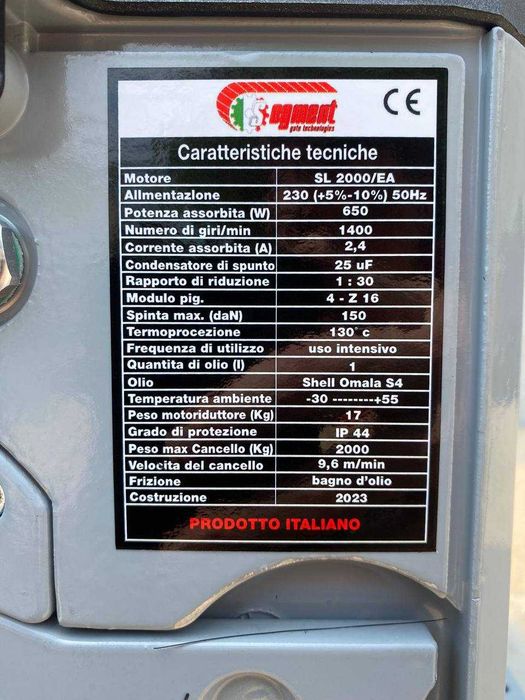 Segment
gate technologies
CE
Caratteristiche tecniche
Motore SL 2000/EA
Alimentazione 230 (+5%-10%) 50Hz
Potenza assorbita (W) 650
Numero di giri/min 1400
Corrente assorbita (A) 2,4
Condensatore di spunto 25 uF
Rapporto di riduzione 1 : 30
Modulo pig. 4 - Z 16
Spinta max. (daN) 150
Termoprocezione 130° c
Frequenza di utilizzo uso intensivo
Quantita di olio (l) 1
Olio Shell Omala S4
Temperatura ambiente -30 --------+55
Peso motoriduttore (Kg) 17
Grado di protezione IP 44
Peso max Cancello (Kg) 2000
Velocita del cancello 9,6 m/min
Frizione bagno d'olio
Costruzione 2023
PRODOTTO ITALIANO